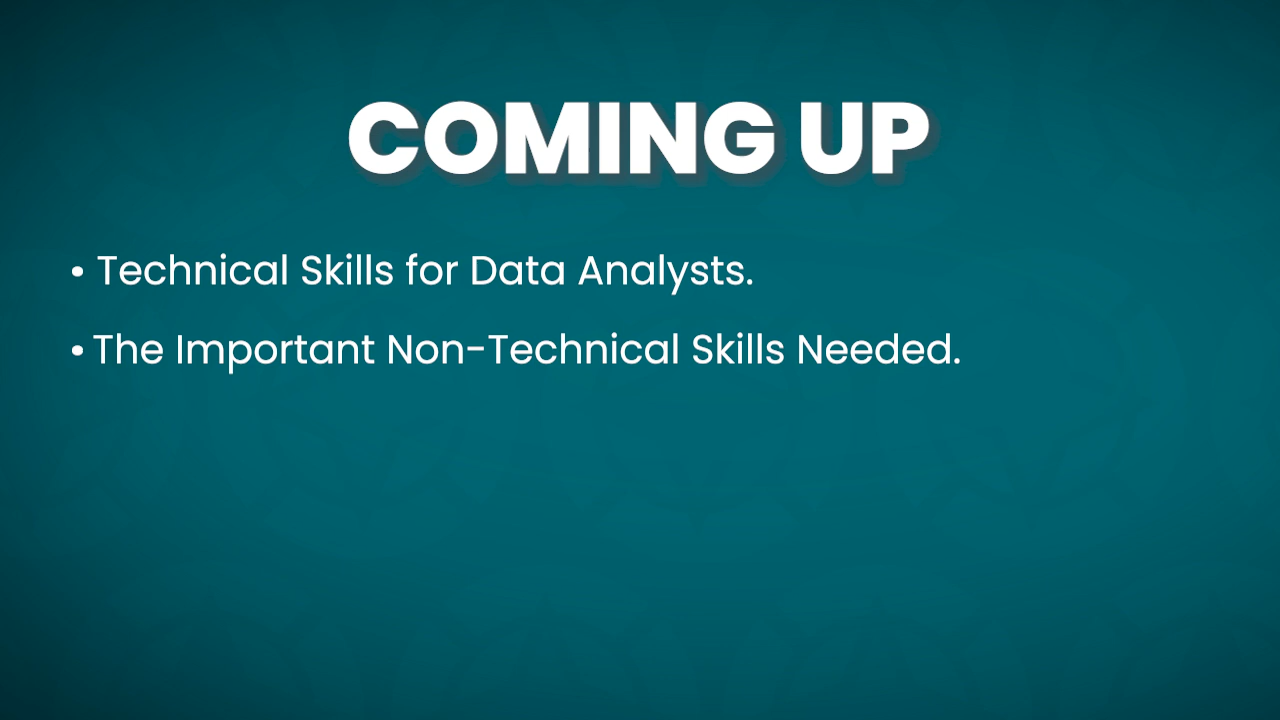 COMING UP
• Technical Skills for Data Analysts.
• The Important Non-Technical Skills Needed.